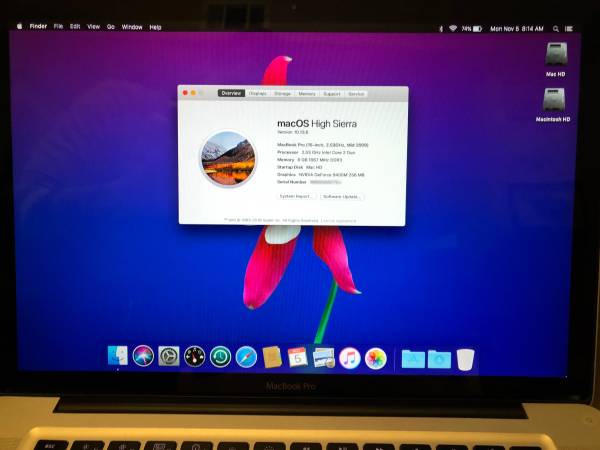 Finder File Edit View Go Window Help 74% Mon Nov 5 8:14 AM
Mac HD
Macintosh HD
Overview Displays Storage Memory Support Service
macOS High Sierra
Version 10.13.6
MacBook Pro (15-inch, 2.53GHz, Mid 2009)
Processor 2.53 GHz Intel Core 2 Duo
Memory 8 GB 1067 MHz DDR3
Startup Disk Mac HD
Graphics NVIDIA GeForce 9400M 256 MB
Serial Number
System Report... Software Update...
™ and © 1983-2018 Apple Inc. All Rights Reserved. License Agreement
5
MacBook Pro
esc